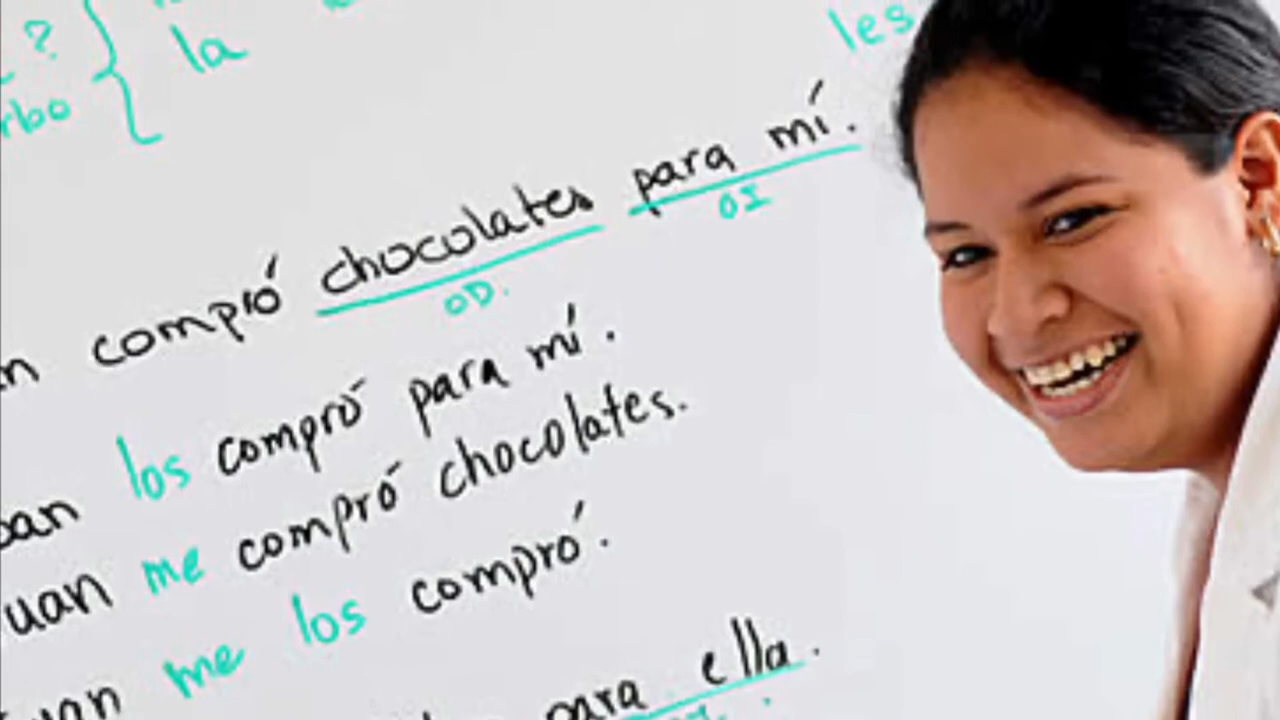 ?
la
les
rbo
n compró chocolates para mí.
OD. OI
uan los compró para mí.
uan me compró chocolates.
uan me los compró.
para ella.